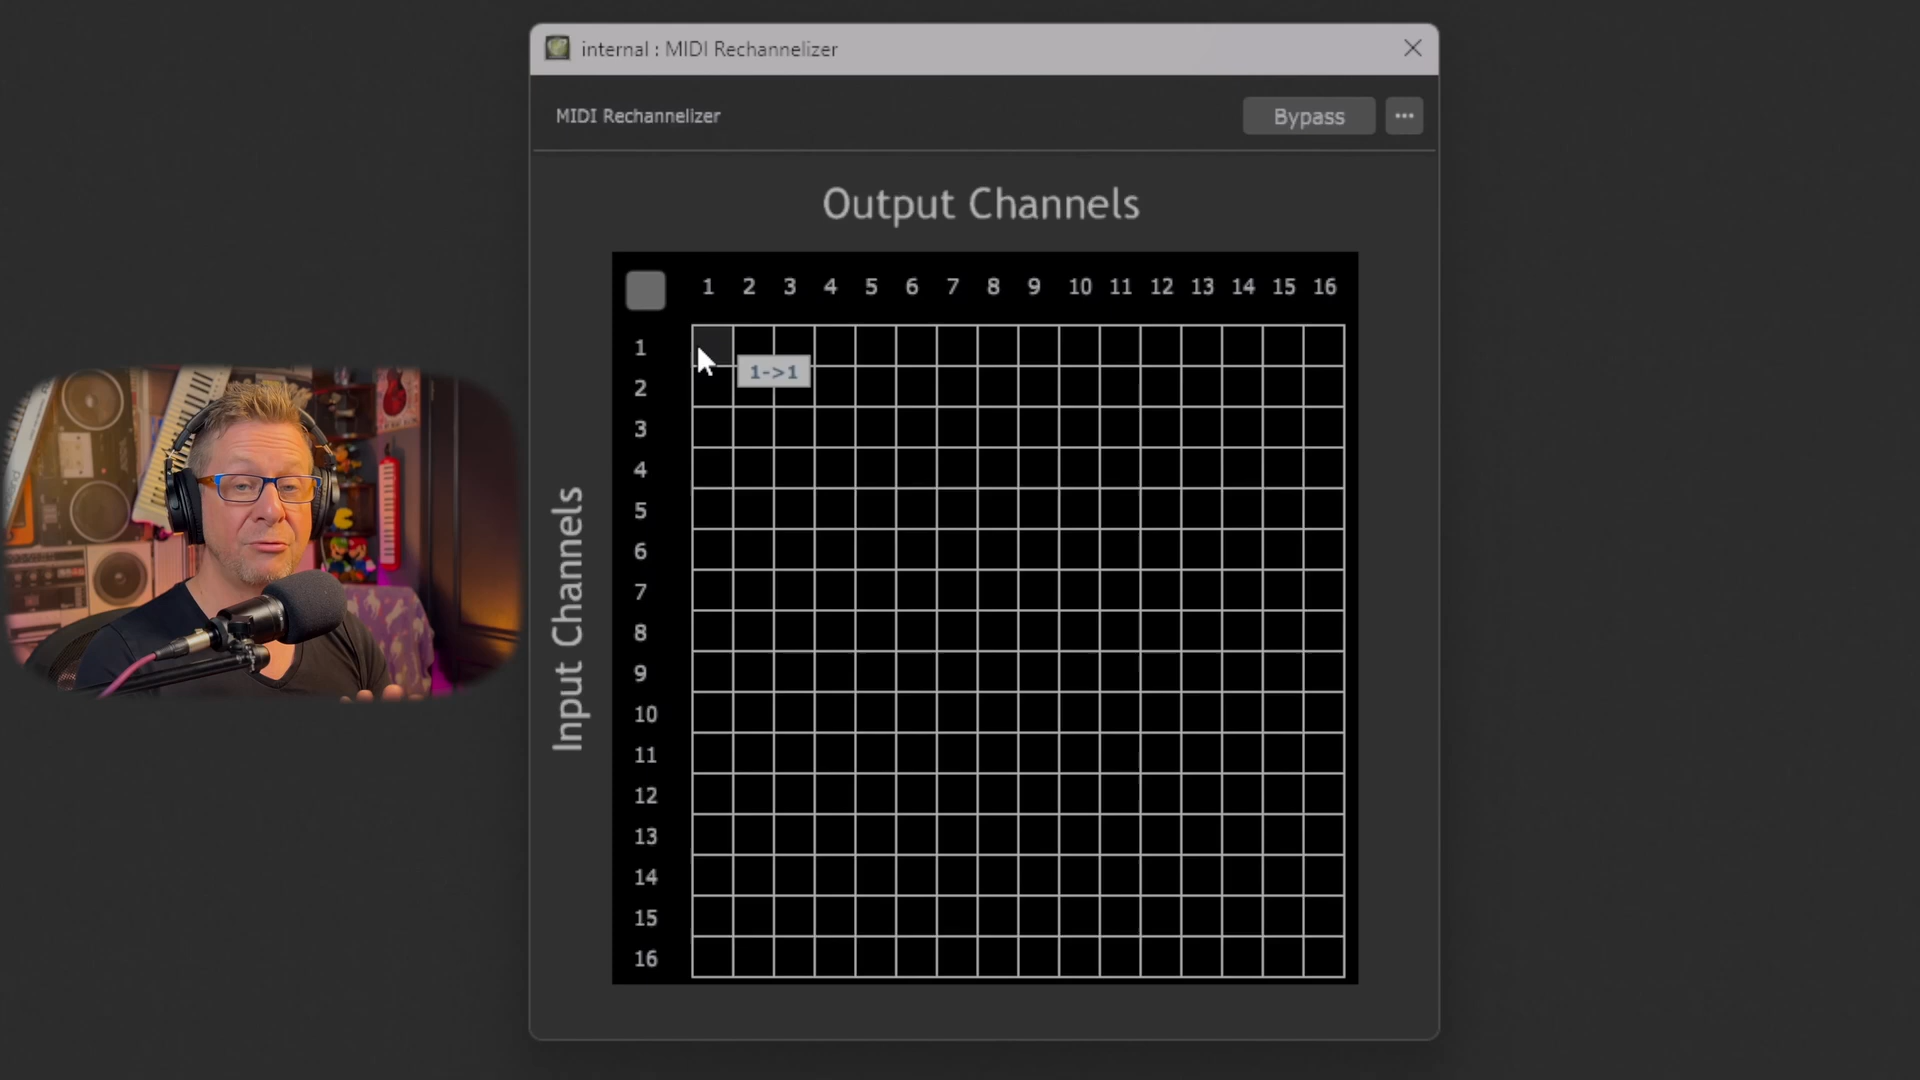 internal : MIDI Rechannelizer
MIDI Rechannelizer
Bypass
Output Channels
1 2 3 4 5 6 7 8 9 10 11 12 13 14 15 16
Input Channels
1
1->1
2
3
4
5
6
7
8
9
10
11
12
13
14
15
16